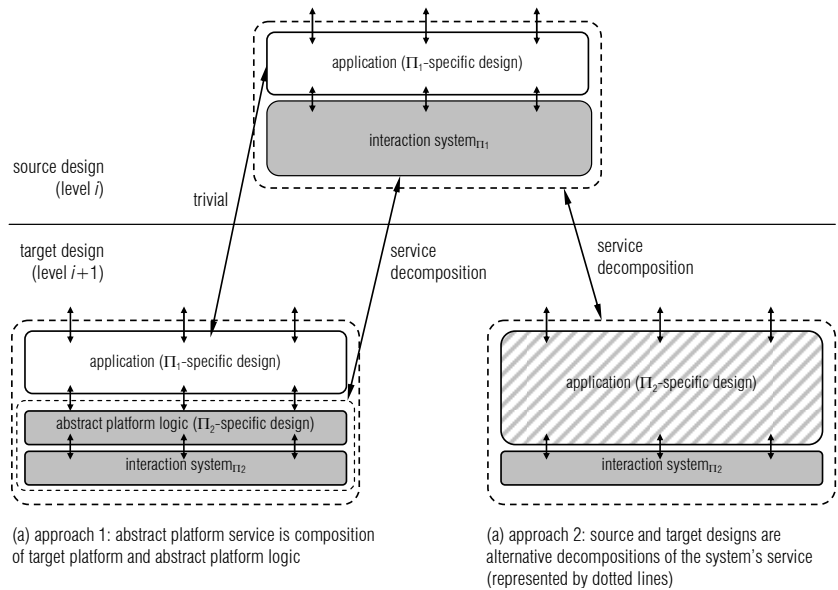 application (Π1-specific design)
interaction systemΠ1
source design
(level i)
trivial
target design
(level i+1)
service
decomposition
service
decomposition
application (Π1-specific design)
abstract platform logic (Π2-specific design)
interaction systemΠ2
application (Π2-specific design)
interaction systemΠ2
(a) approach 1: abstract platform service is composition
of target platform and abstract platform logic
(a) approach 2: source and target designs are
alternative decompositions of the system's service
(represented by dotted lines)